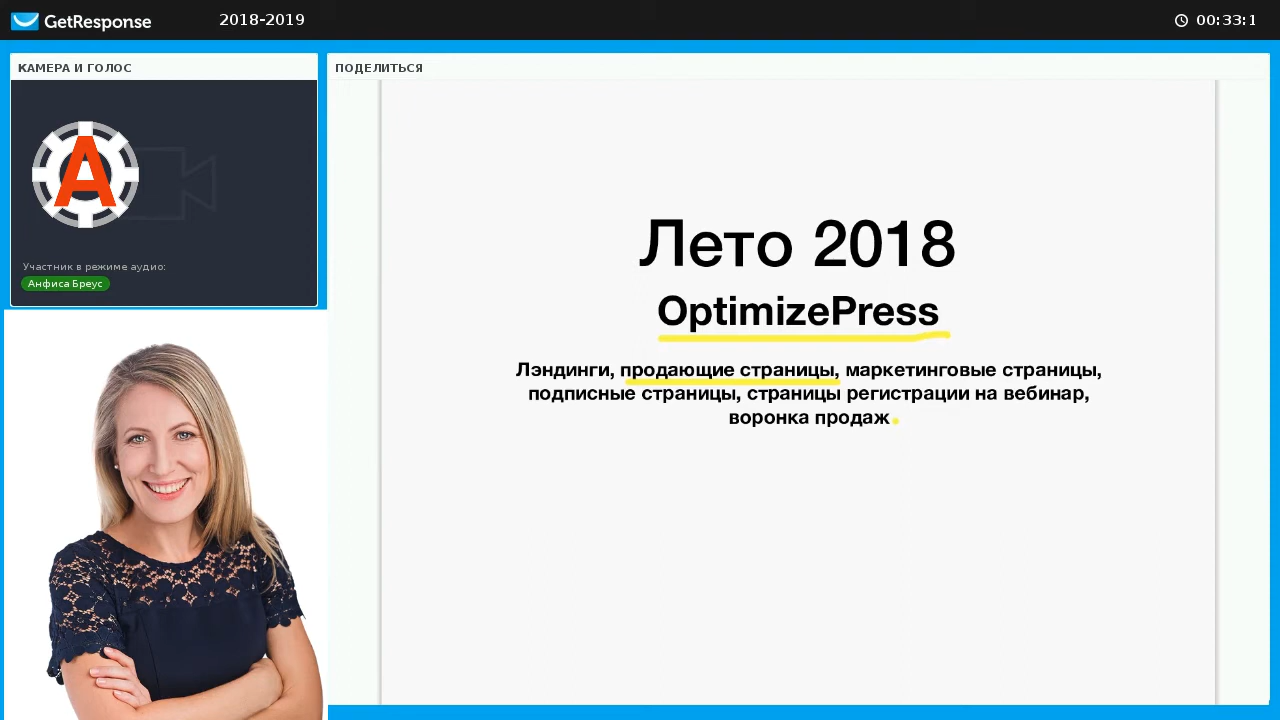 GetResponse
2018-2019
00:33:1
КАМЕРА И ГОЛОС
A
Участник в режиме аудио:
Анфиса Бреус
ПОДЕЛИТЬСЯ
Лето 2018
OptimizePress
Лэндинги, продающие страницы, маркетинговые страницы,
подписные страницы, страницы регистрации на вебинар,
воронка продаж